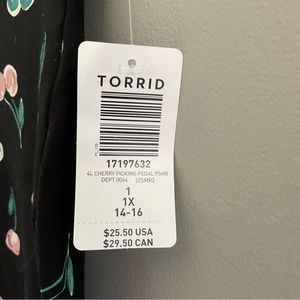 TORRID
17197632
4L CHERRY PICKING PEDAL PSHR
DEPT 0064 22SMR2
1
1X
14-16
$25.50 USA
$29.50 CAN